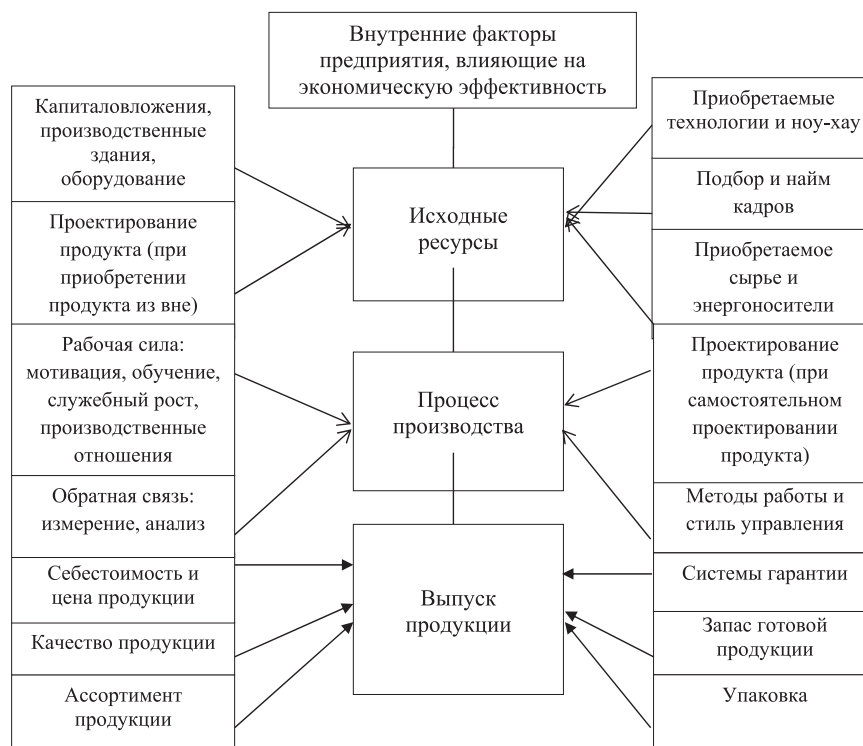 Внутренние факторы
предприятия, влияющие на
экономическую эффективность
Капиталовложения,
производственные
здания,
оборудование
Проектирование
продукта (при
приобретении
продукта из вне)
Рабочая сила:
мотивация, обучение,
служебный рост,
производственные
отношения
Обратная связь:
измерение, анализ
Себестоимость и
цена продукции
Качество продукции
Ассортимент
продукции
Исходные
ресурсы
Процесс
производства
Выпуск
продукции
Приобретаемые
технологии и ноу-хау
Подбор и найм
кадров
Приобретаемое
сырье и
энергоносители
Проектирование
продукта (при
самостоятельном
проектировании
продукта)
Методы работы и
стиль управления
Системы гарантии
Запас готовой
продукции
Упаковка